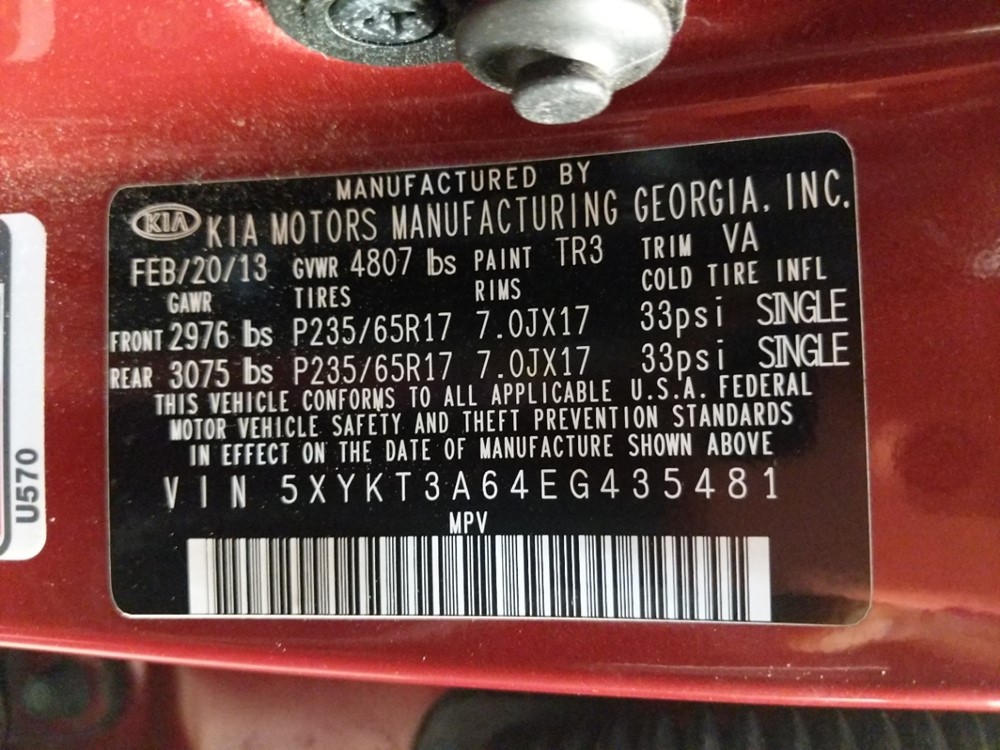 MANUFACTURED BY
KIA KIA MOTORS MANUFACTURING GEORGIA, INC.
FEB/20/13 GVWR 4807 lbs PAINT TR3 TRIM VA
GAWR TIRES RIMS COLD TIRE INFL
FRONT 2976 lbs P235/65R17 7.0JX17 33psi SINGLE
REAR 3075 lbs P235/65R17 7.0JX17 33psi SINGLE
THIS VEHICLE CONFORMS TO ALL APPLICABLE U.S.A. FEDERAL
MOTOR VEHICLE SAFETY AND THEFT PREVENTION STANDARDS
IN EFFECT ON THE DATE OF MANUFACTURE SHOWN ABOVE
VIN 5XYKT3A64EG435481
MPV
U570